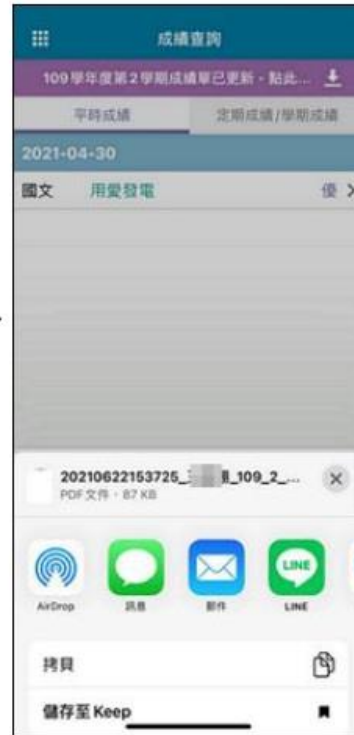 成績查詢
109學年度第2學期成績單已更新，點此...
平時成績 定期成績/學期成績
2021-04-30
國文 用愛發電 優
20210622153725_ _109_2_...
PDF 文件・87 KB
AirDrop 訊息 郵件 LINE
拷貝
儲存至 Keep